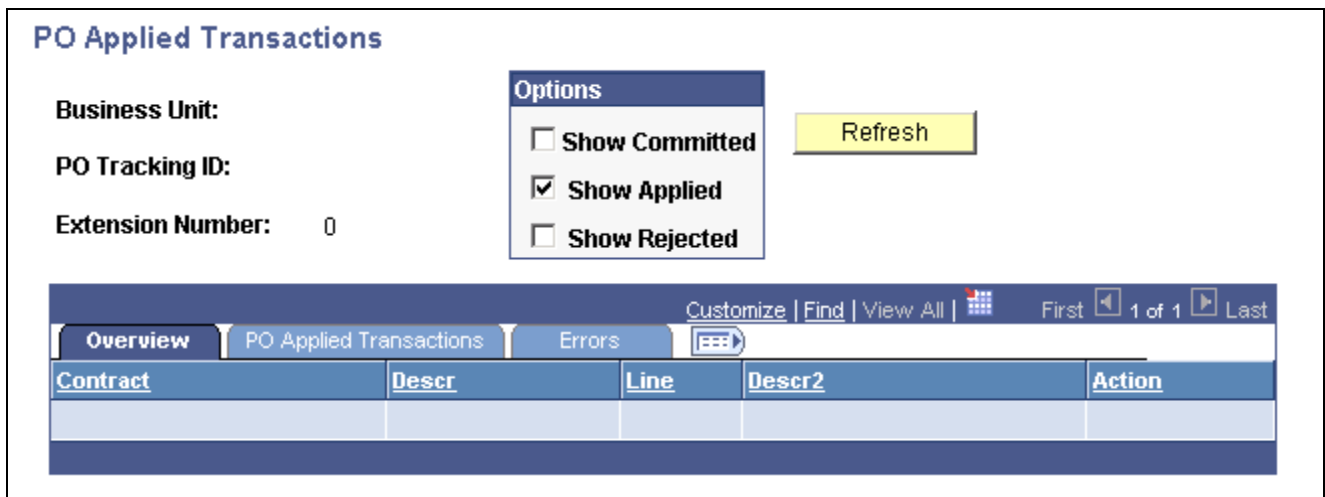 PO Applied Transactions
Business Unit:
PO Tracking ID:
Extension Number: 0
Options
Show Committed
Show Applied
Show Rejected
Refresh
Customize | Find | View All | First 1 of 1 Last
Overview PO Applied Transactions Errors
Contract Descr Line Descr2 Action